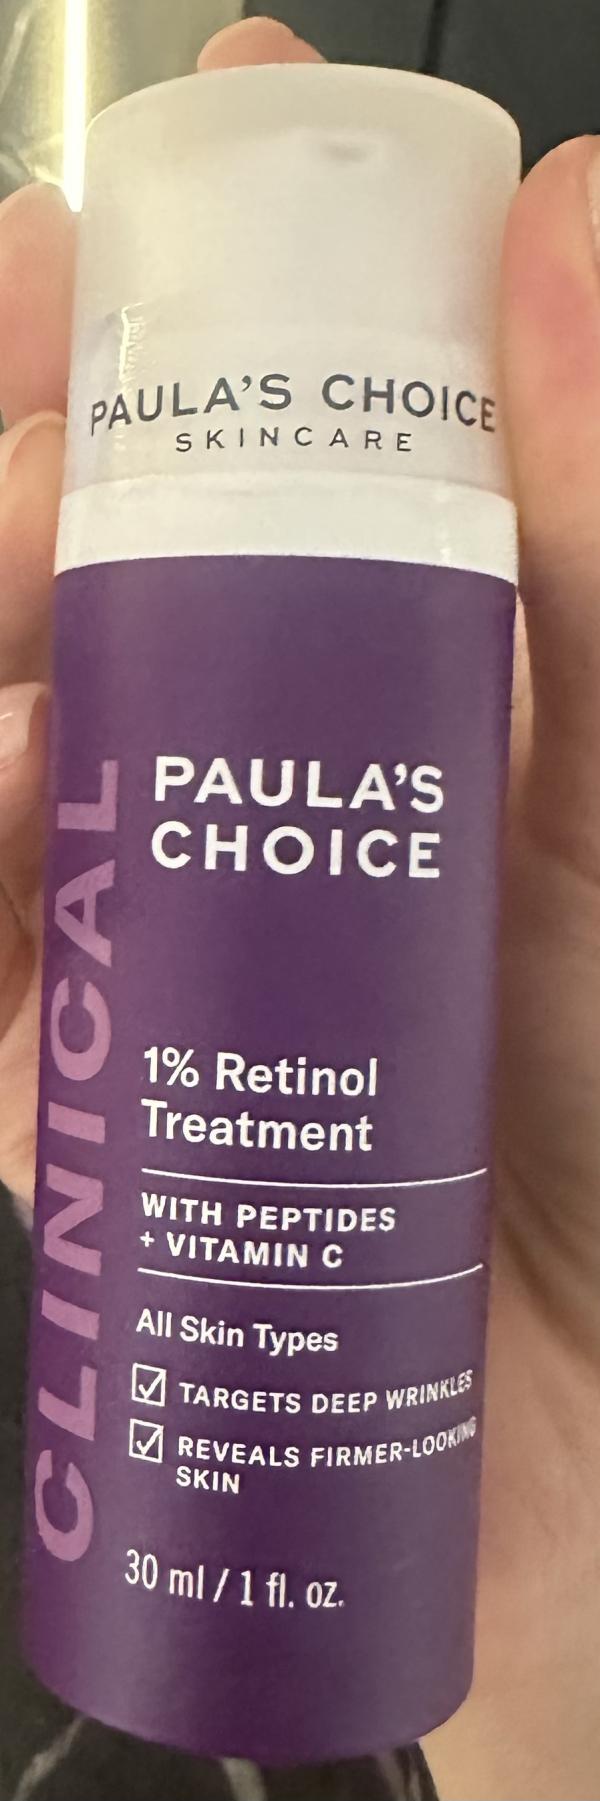 PAULA'S CHOICE
SKINCARE
PAULA'S
CHOICE
CLINICAL
1% Retinol
Treatment
WITH PEPTIDES
+ VITAMIN C
All Skin Types
TARGETS DEEP WRINKLES
REVEALS FIRMER-LOOKING
SKIN
30 ml / 1 fl. oz.